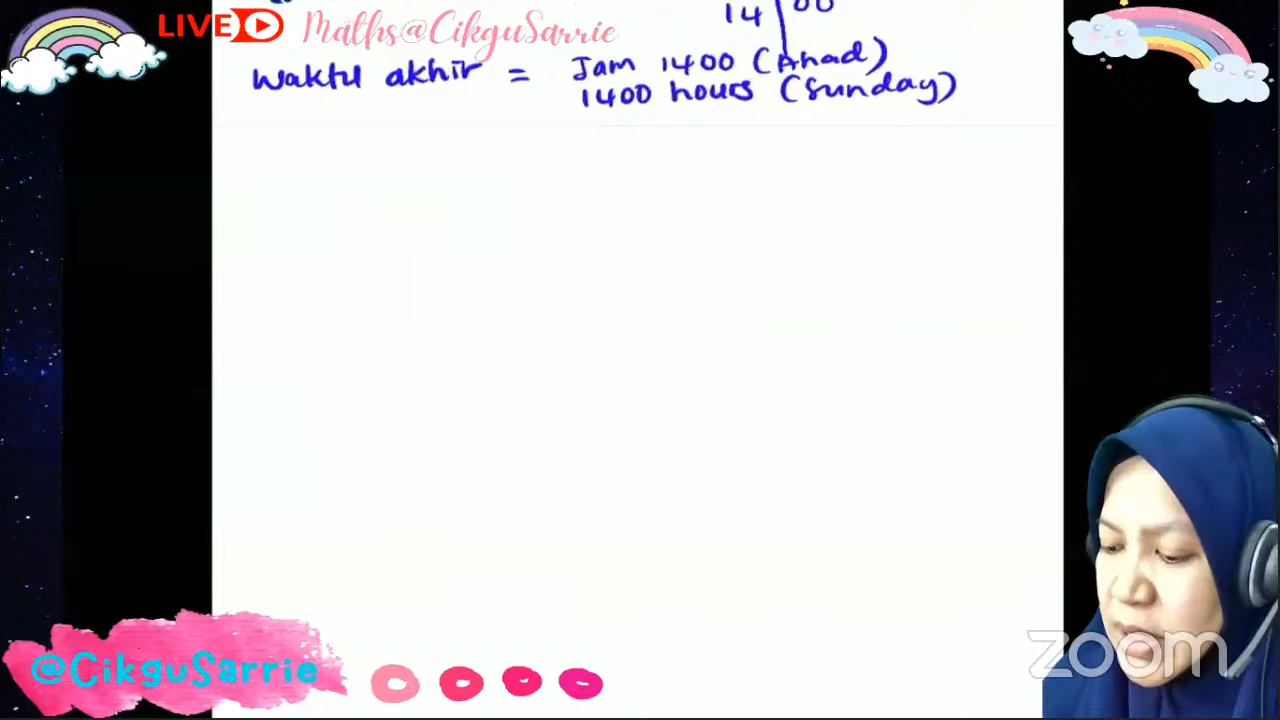 LIVE
Maths@CikguSarrie
14 | 00
Waktu akhir = Jam 1400 (Ahad)
1400 hours (Sunday)
@CikguSarrie
zoom